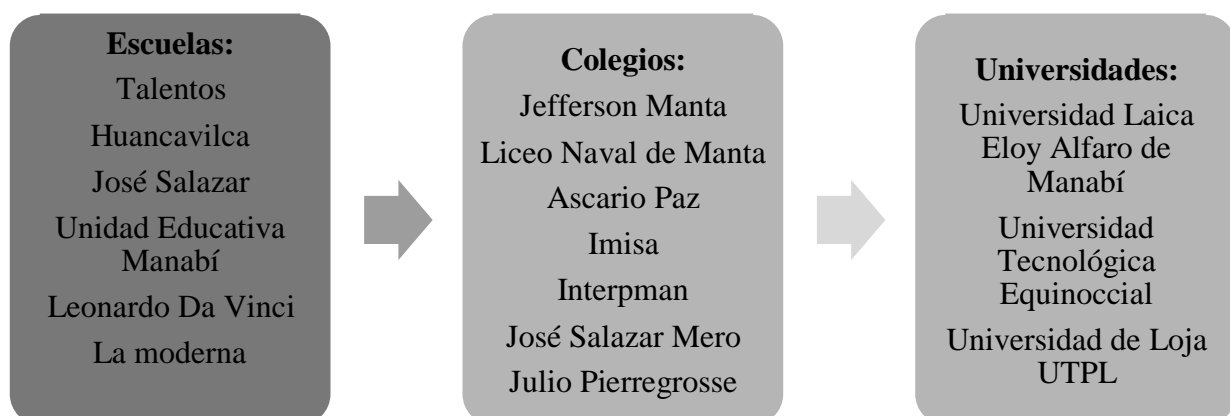 Escuelas:
Talentos
Huancavilca
José Salazar
Unidad Educativa
Manabí
Leonardo Da Vinci
La moderna
Colegios:
Jefferson Manta
Liceo Naval de Manta
Ascario Paz
Imisa
Interpman
José Salazar Mero
Julio Pierregrosse
Universidades:
Universidad Laica
Eloy Alfaro de
Manabí
Universidad
Tecnológica
Equinoccial
Universidad de Loja
UTPL